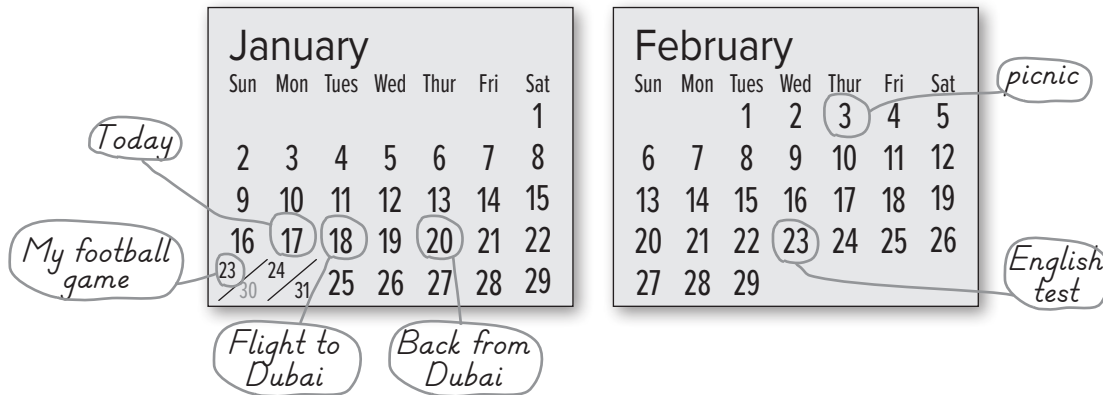 January
Sun Mon Tues Wed Thur Fri Sat
1
2 3 4 5 6 7 8
9 10 11 12 13 14 15
16 17 18 19 20 21 22
23/30 24/31 25 26 27 28 29
Today
My football
game
Flight to
Dubai
Back from
Dubai
February
Sun Mon Tues Wed Thur Fri Sat
1 2 3 4 5
6 7 8 9 10 11 12
13 14 15 16 17 18 19
20 21 22 23 24 25 26
27 28 29
picnic
English
test